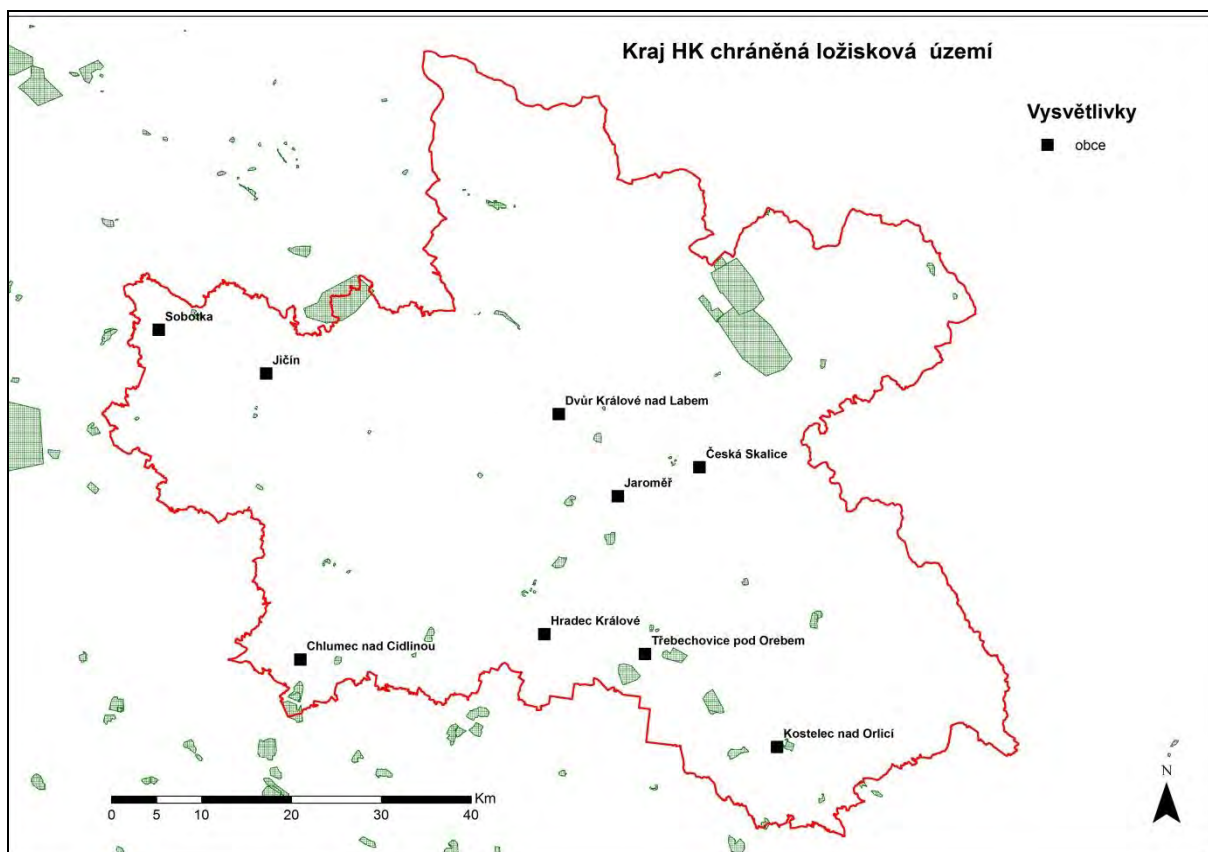 Kraj HK chráněná ložisková území
Vysvětlivky
obce
Sobotka
Jičín
Dvůr Králové nad Labem
Česká Skalice
Jaroměř
Hradec Králové
Třebechovice pod Orebem
Chlumec nad Cidlinou
Kostelec nad Orlicí
Km
0 5 10 20 30 40
N